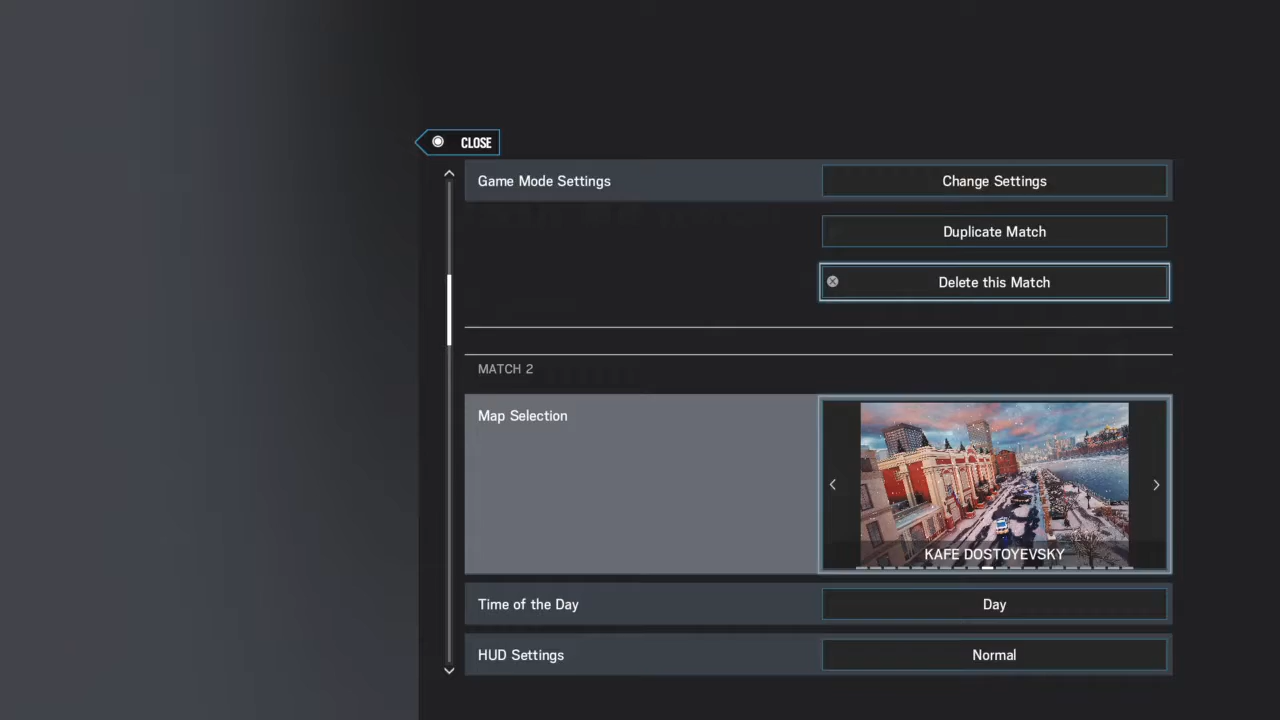 CLOSE
Game Mode Settings
Change Settings
Duplicate Match
Delete this Match
MATCH 2
Map Selection
KAFE DOSTOYEVSKY
Time of the Day
Day
HUD Settings
Normal